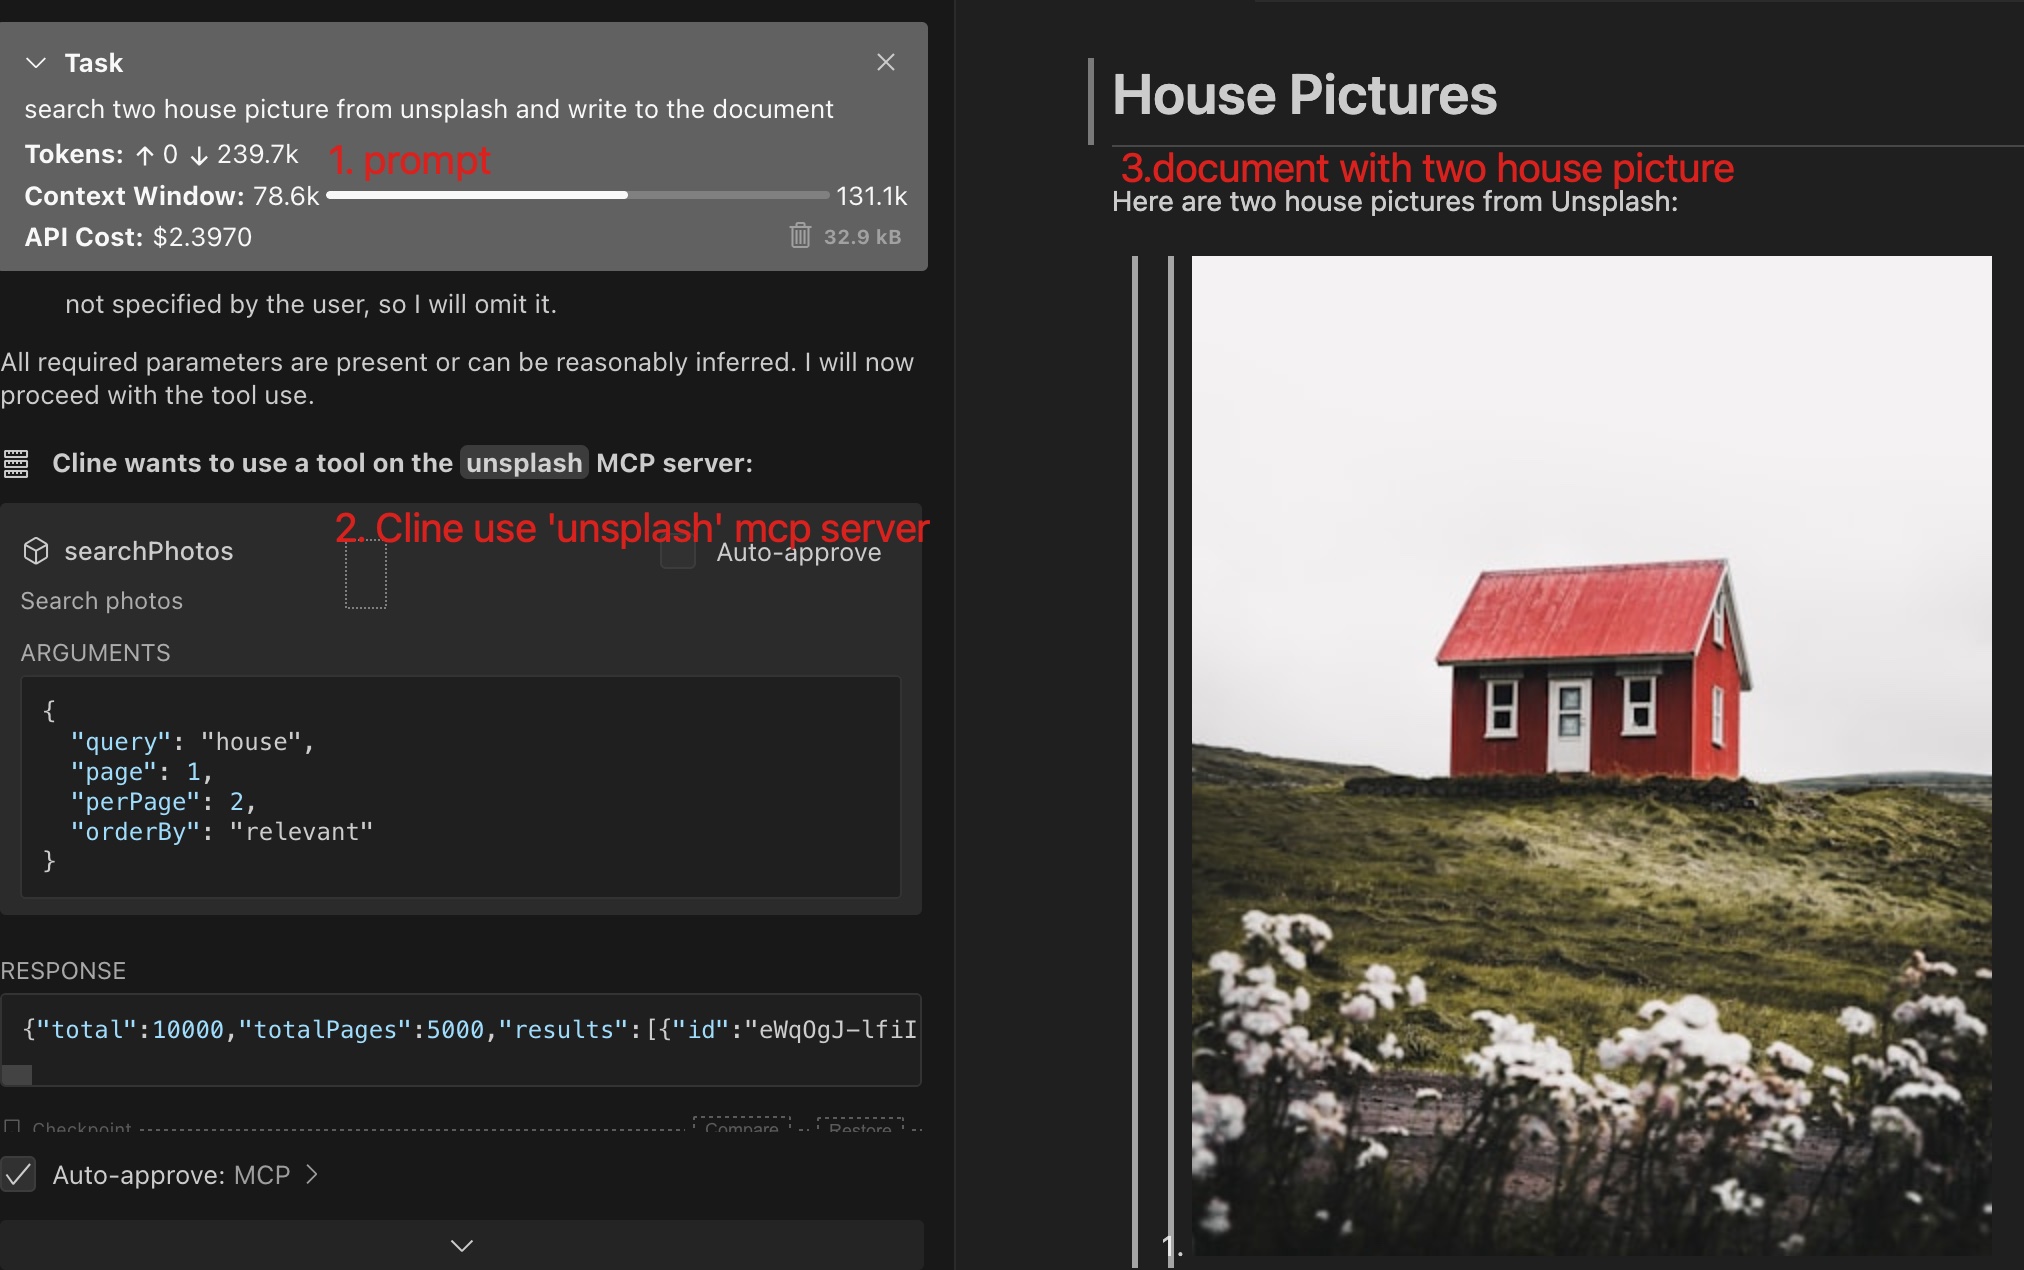 Task
search two house picture from unsplash and write to the document
Tokens: ↑ 0 ↓ 239.7k
1. prompt
Context Window: 78.6k 131.1k
API Cost: $2.3970
32.9 kB
not specified by the user, so I will omit it.
All required parameters are present or can be reasonably inferred. I will now
proceed with the tool use.
Cline wants to use a tool on the unsplash MCP server:
2. Cline use 'unsplash' mcp server
searchPhotos
Auto-approve
Search photos
ARGUMENTS
{
"query": "house",
"page": 1,
"perPage": 2,
"orderBy": "relevant"
}
RESPONSE
{"total":10000,"totalPages":5000,"results":[{"id":"eWqOgJ-lfiI
Checkpoint Compare Restore
Auto-approve: MCP
House Pictures
3.document with two house picture
Here are two house pictures from Unsplash:
1.